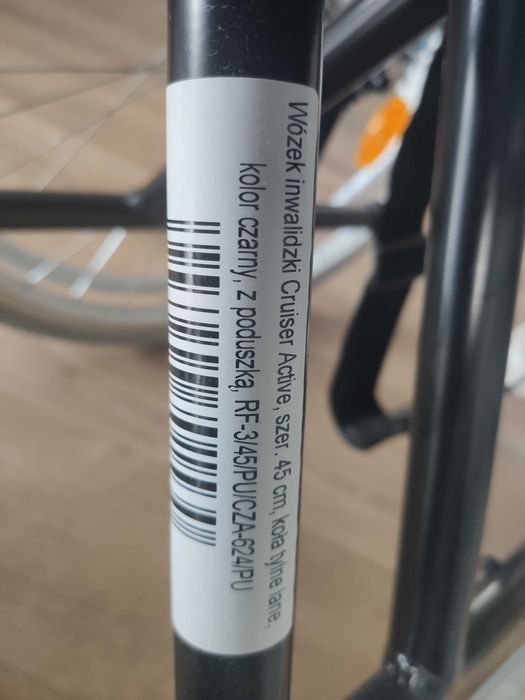 Wózek inwalidzki Cruiser Active, szer. 45 cm, koła tylne lane,
kolor czarny, z poduszką, RF-3/45/PU/CZA-624/PU